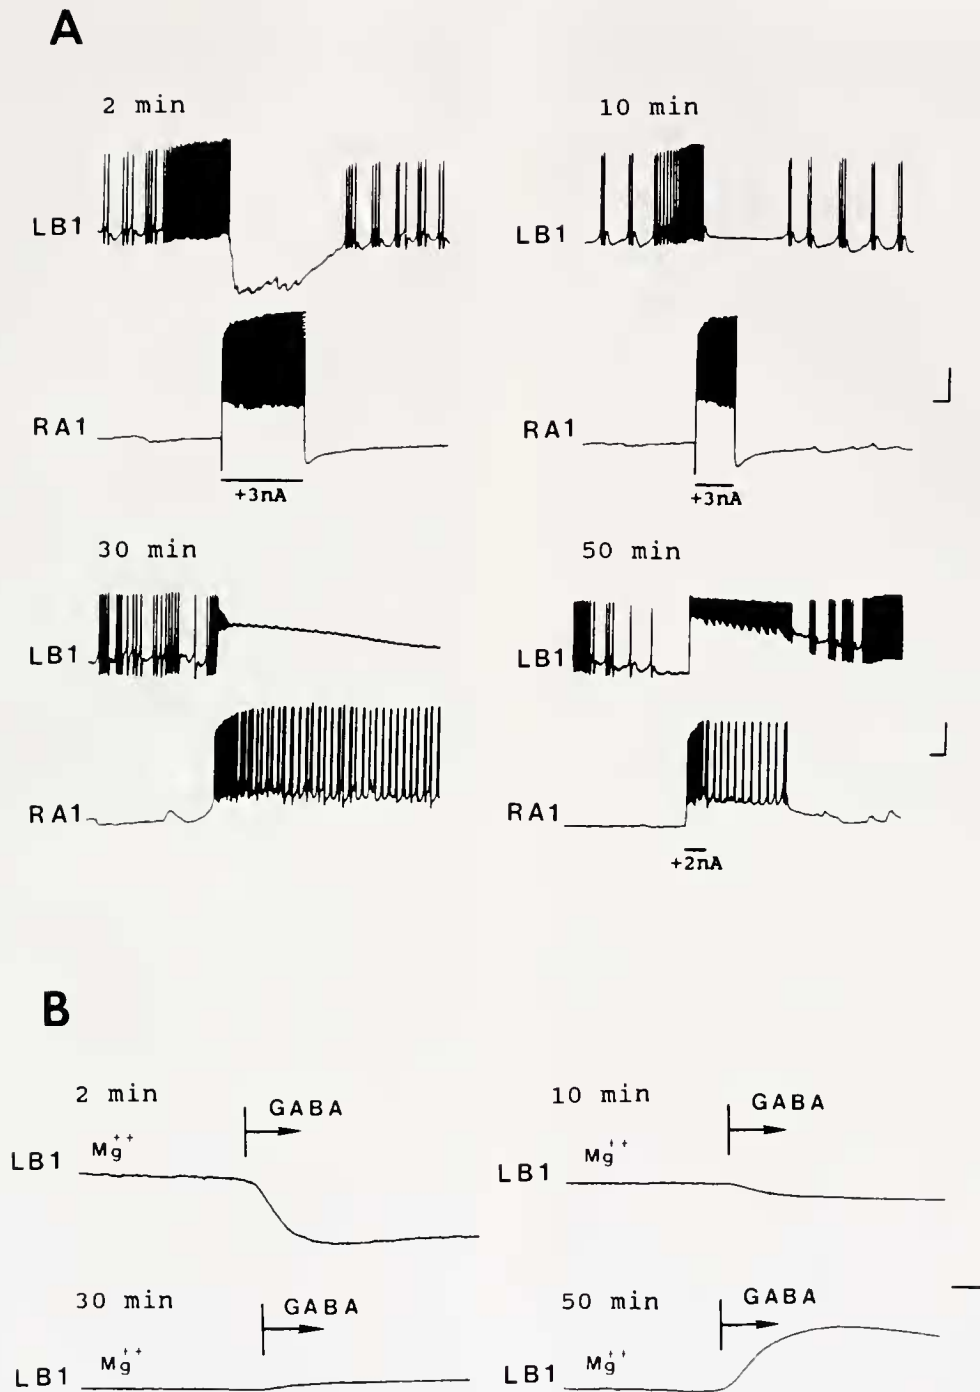 A
2 min
10 min
LB1
LB1
RA1
RA1
+3nA
+3nA
30 min
50 min
LB1
LB1
RA1
RA1
+2nA
B
2 min
10 min
GABA
GABA
Mg++
Mg++
LB1
LB1
30 min
50 min
GABA
GABA
Mg++
Mg++
LB1
LB1